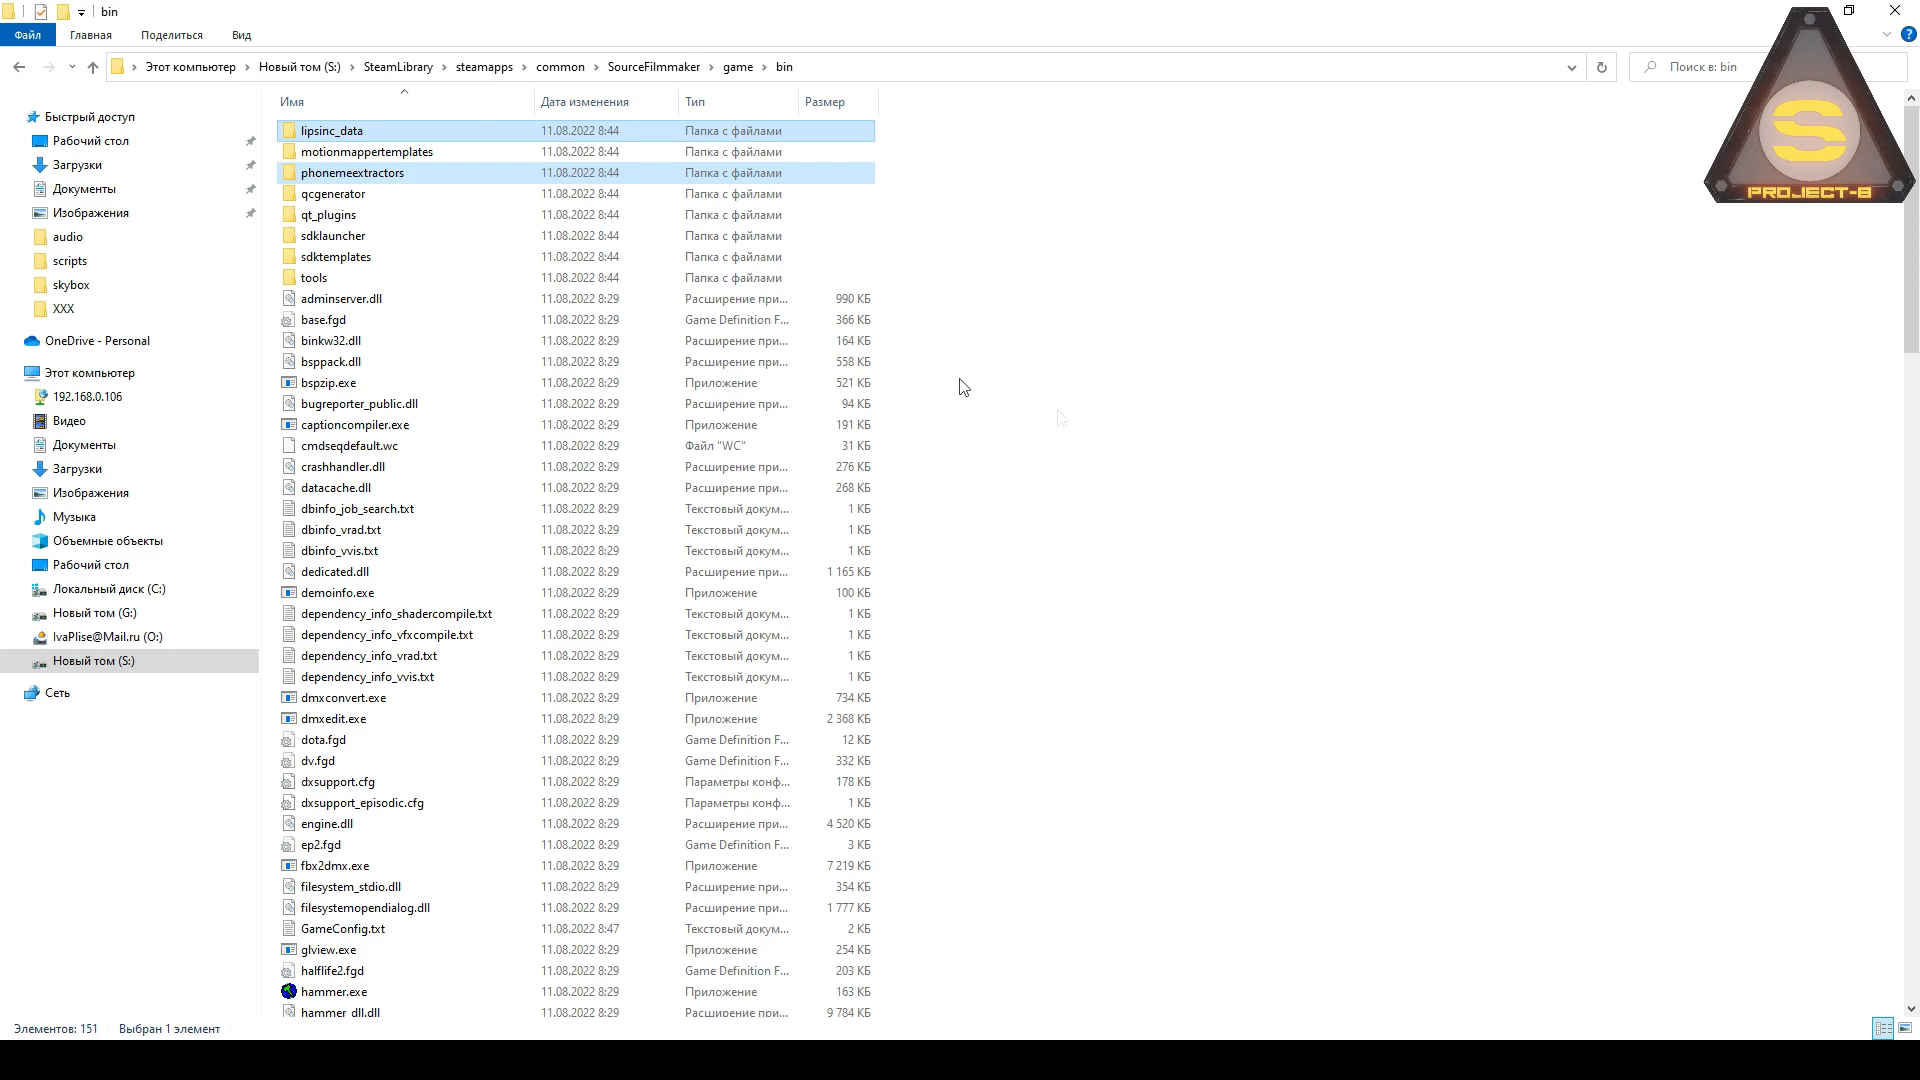 bin
Файл Главная Поделиться Вид
Этот компьютер Новый том (S:) SteamLibrary steamapps common SourceFilmmaker game bin Поиск в: bin
PROJECT-8
Имя Дата изменения Тип Размер
Быстрый доступ
Рабочий стол
Загрузки
Документы
Изображения
audio
scripts
skybox
XXX
OneDrive - Personal
Этот компьютер
192.168.0.106
Видео
Документы
Загрузки
Изображения
Музыка
Объемные объекты
Рабочий стол
Локальный диск (C:)
Новый том (G:)
IvaPlise@Mail.ru (O:)
Новый том (S:)
Сеть
lipsinc_data 11.08.2022 8:44 Папка с файлами
motionmappertemplates 11.08.2022 8:44 Папка с файлами
phonemeextractors 11.08.2022 8:44 Папка с файлами
qcgenerator 11.08.2022 8:44 Папка с файлами
qt_plugins 11.08.2022 8:44 Папка с файлами
sdklauncher 11.08.2022 8:44 Папка с файлами
sdktemplates 11.08.2022 8:44 Папка с файлами
tools 11.08.2022 8:44 Папка с файлами
adminserver.dll 11.08.2022 8:29 Расширение при... 990 КБ
base.fgd 11.08.2022 8:29 Game Definition F... 366 КБ
binkw32.dll 11.08.2022 8:29 Расширение при... 164 КБ
bsppack.dll 11.08.2022 8:29 Расширение при... 558 КБ
bspzip.exe 11.08.2022 8:29 Приложение 521 КБ
bugreporter_public.dll 11.08.2022 8:29 Расширение при... 94 КБ
captioncompiler.exe 11.08.2022 8:29 Приложение 191 КБ
cmdseqdefault.wc 11.08.2022 8:29 Файл "WC" 31 КБ
crashhandler.dll 11.08.2022 8:29 Расширение при... 276 КБ
datacache.dll 11.08.2022 8:29 Расширение при... 268 КБ
dbinfo_job_search.txt 11.08.2022 8:29 Текстовый докум... 1 КБ
dbinfo_vrad.txt 11.08.2022 8:29 Текстовый докум... 1 КБ
dbinfo_vvis.txt 11.08.2022 8:29 Текстовый докум... 1 КБ
dedicated.dll 11.08.2022 8:29 Расширение при... 1 165 КБ
demoinfo.exe 11.08.2022 8:29 Приложение 100 КБ
dependency_info_shadercompile.txt 11.08.2022 8:29 Текстовый докум... 1 КБ
dependency_info_vfxcompile.txt 11.08.2022 8:29 Текстовый докум... 1 КБ
dependency_info_vrad.txt 11.08.2022 8:29 Текстовый докум... 1 КБ
dependency_info_vvis.txt 11.08.2022 8:29 Текстовый докум... 1 КБ
dmxconvert.exe 11.08.2022 8:29 Приложение 734 КБ
dmxedit.exe 11.08.2022 8:29 Приложение 2 368 КБ
dota.fgd 11.08.2022 8:29 Game Definition F... 12 КБ
dv.fgd 11.08.2022 8:29 Game Definition F... 332 КБ
dxsupport.cfg 11.08.2022 8:29 Параметры конф... 178 КБ
dxsupport_episodic.cfg 11.08.2022 8:29 Параметры конф... 1 КБ
engine.dll 11.08.2022 8:29 Расширение при... 4 520 КБ
ep2.fgd 11.08.2022 8:29 Game Definition F... 3 КБ
fbx2dmx.exe 11.08.2022 8:29 Приложение 7 219 КБ
filesystem_stdio.dll 11.08.2022 8:29 Расширение при... 354 КБ
filesystemopendialog.dll 11.08.2022 8:29 Расширение при... 1 777 КБ
GameConfig.txt 11.08.2022 8:47 Текстовый докум... 2 КБ
glview.exe 11.08.2022 8:29 Приложение 254 КБ
halflife2.fgd 11.08.2022 8:29 Game Definition F... 203 КБ
hammer.exe 11.08.2022 8:29 Приложение 163 КБ
hammer_dll.dll 11.08.2022 8:29 Расширение при... 9 784 КБ
Элементов: 151 Выбран 1 элемент